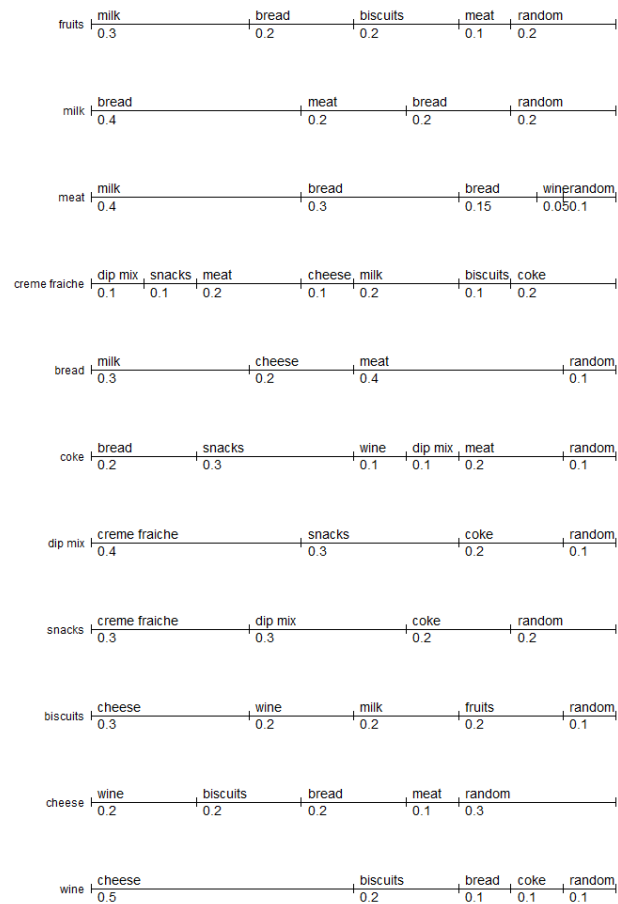 milk bread biscuits meat random
fruits
0.3 0.2 0.2 0.1 0.2
bread meat bread random
milk
0.4 0.2 0.2 0.2
milk bread bread wine random
meat
0.4 0.3 0.15 0.05 0.1
dip mix snacks meat cheese milk biscuits coke
creme fraiche
0.1 0.1 0.2 0.1 0.2 0.1 0.2
milk cheese meat random
bread
0.3 0.2 0.4 0.1
bread snacks wine dip mix meat random
coke
0.2 0.3 0.1 0.1 0.2 0.1
creme fraiche snacks coke random
dip mix
0.4 0.3 0.2 0.1
creme fraiche dip mix coke random
snacks
0.3 0.3 0.2 0.2
cheese wine milk fruits random
biscuits
0.3 0.2 0.2 0.2 0.1
wine biscuits bread meat random
cheese
0.2 0.2 0.2 0.1 0.3
cheese biscuits bread coke random
wine
0.5 0.2 0.1 0.1 0.1